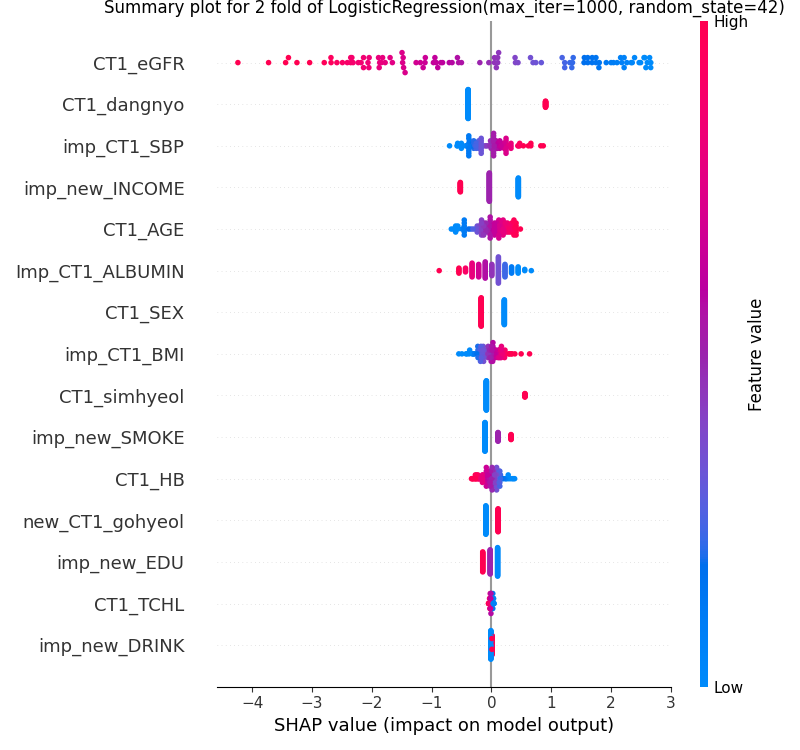 Summary plot for 2 fold of LogisticRegression(max_iter=1000, random_state=42)
High
CT1_eGFR
CT1_dangnyo
imp_CT1_SBP
imp_new_INCOME
CT1_AGE
Imp_CT1_ALBUMIN
CT1_SEX
imp_CT1_BMI
CT1_simhyeol
imp_new_SMOKE
CT1_HB
new_CT1_gohyeol
imp_new_EDU
CT1_TCHL
imp_new_DRINK
Feature value
Low
−4 −3 −2 −1 0 1 2 3
SHAP value (impact on model output)